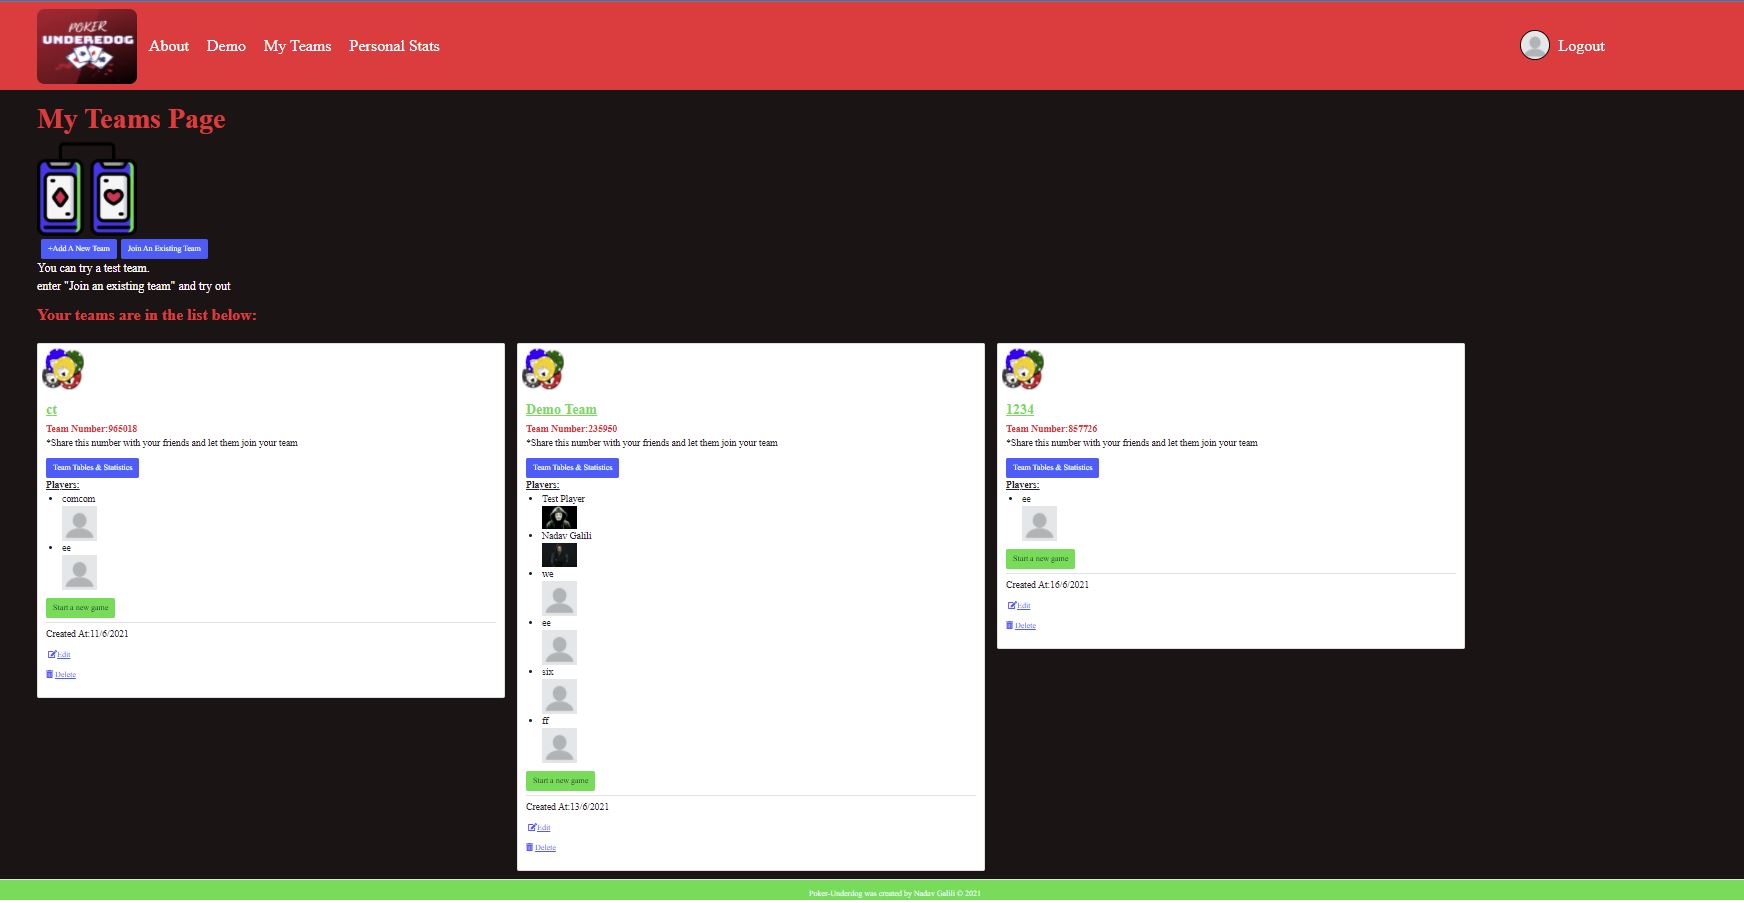 POKER
UNDEREDOG
About
Demo
My Teams
Personal Stats
Logout
My Teams Page
+Add A New Team
Join An Existing Team
You can try a test team.
enter "Join an existing team" and try out
Your teams are in the list below:
ct
Team Number:965018
*Share this number with your friends and let them join your team
Team Tables & Statistics
Players:
comcom
ee
Start a new game
Created At:11/6/2021
Edit
Delete
Demo Team
Team Number:235950
*Share this number with your friends and let them join your team
Team Tables & Statistics
Players:
Test Player
Nadav Galili
we
ee
six
ff
Start a new game
Created At:13/6/2021
Edit
Delete
1234
Team Number:857726
*Share this number with your friends and let them join your team
Team Tables & Statistics
Players:
ee
Start a new game
Created At:16/6/2021
Edit
Delete
Poker-Underdog was created by Nadav Galili © 2021